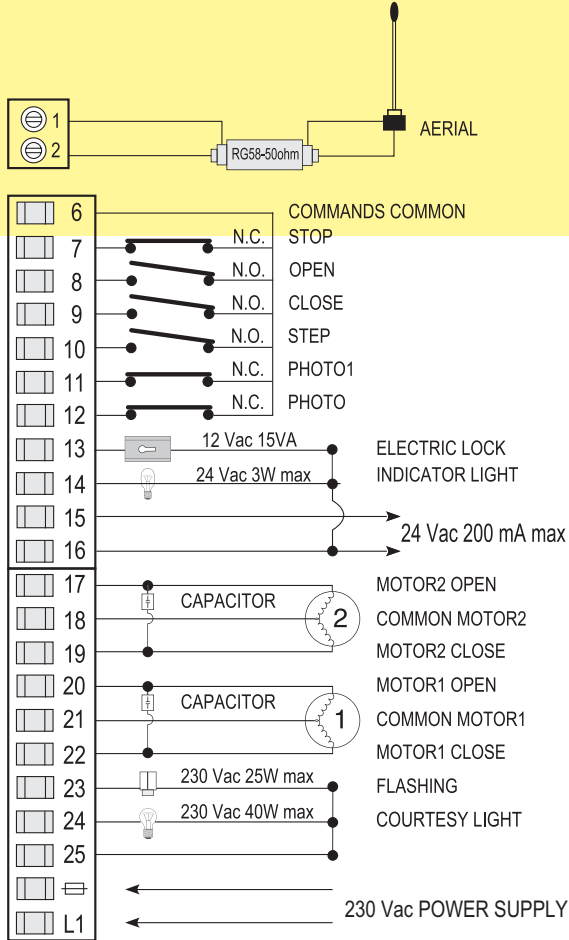 1
AERIAL
2
RG58-50ohm
6 COMMANDS COMMON
7 N.C. STOP
8 N.O. OPEN
9 N.O. CLOSE
10 N.O. STEP
11 N.C. PHOTO1
12 N.C. PHOTO
13 12 Vac 15VA ELECTRIC LOCK
14 24 Vac 3W max INDICATOR LIGHT
15
24 Vac 200 mA max
16
17 MOTOR2 OPEN
CAPACITOR
18 2 COMMON MOTOR2
19 MOTOR2 CLOSE
20 MOTOR1 OPEN
CAPACITOR
21 1 COMMON MOTOR1
22 MOTOR1 CLOSE
23 230 Vac 25W max FLASHING
24 230 Vac 40W max COURTESY LIGHT
25
230 Vac POWER SUPPLY
L1